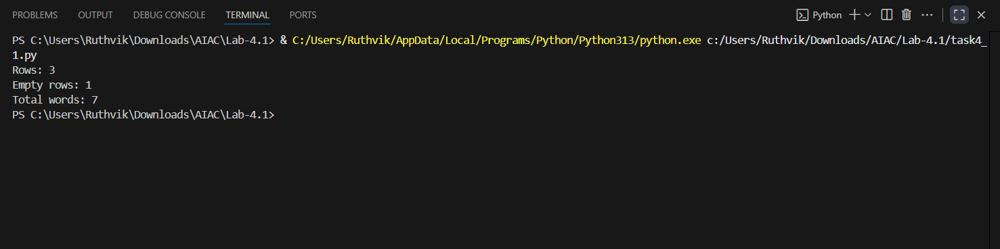 PROBLEMS OUTPUT DEBUG CONSOLE TERMINAL PORTS Python
PS C:\Users\Ruthvik\Downloads\AIAC\Lab-4.1> & C:/Users/Ruthvik/AppData/Local/Programs/Python/Python313/python.exe c:/Users/Ruthvik/Downloads/AIAC/Lab-4.1/task4_
1.py
Rows: 3
Empty rows: 1
Total words: 7
PS C:\Users\Ruthvik\Downloads\AIAC\Lab-4.1>